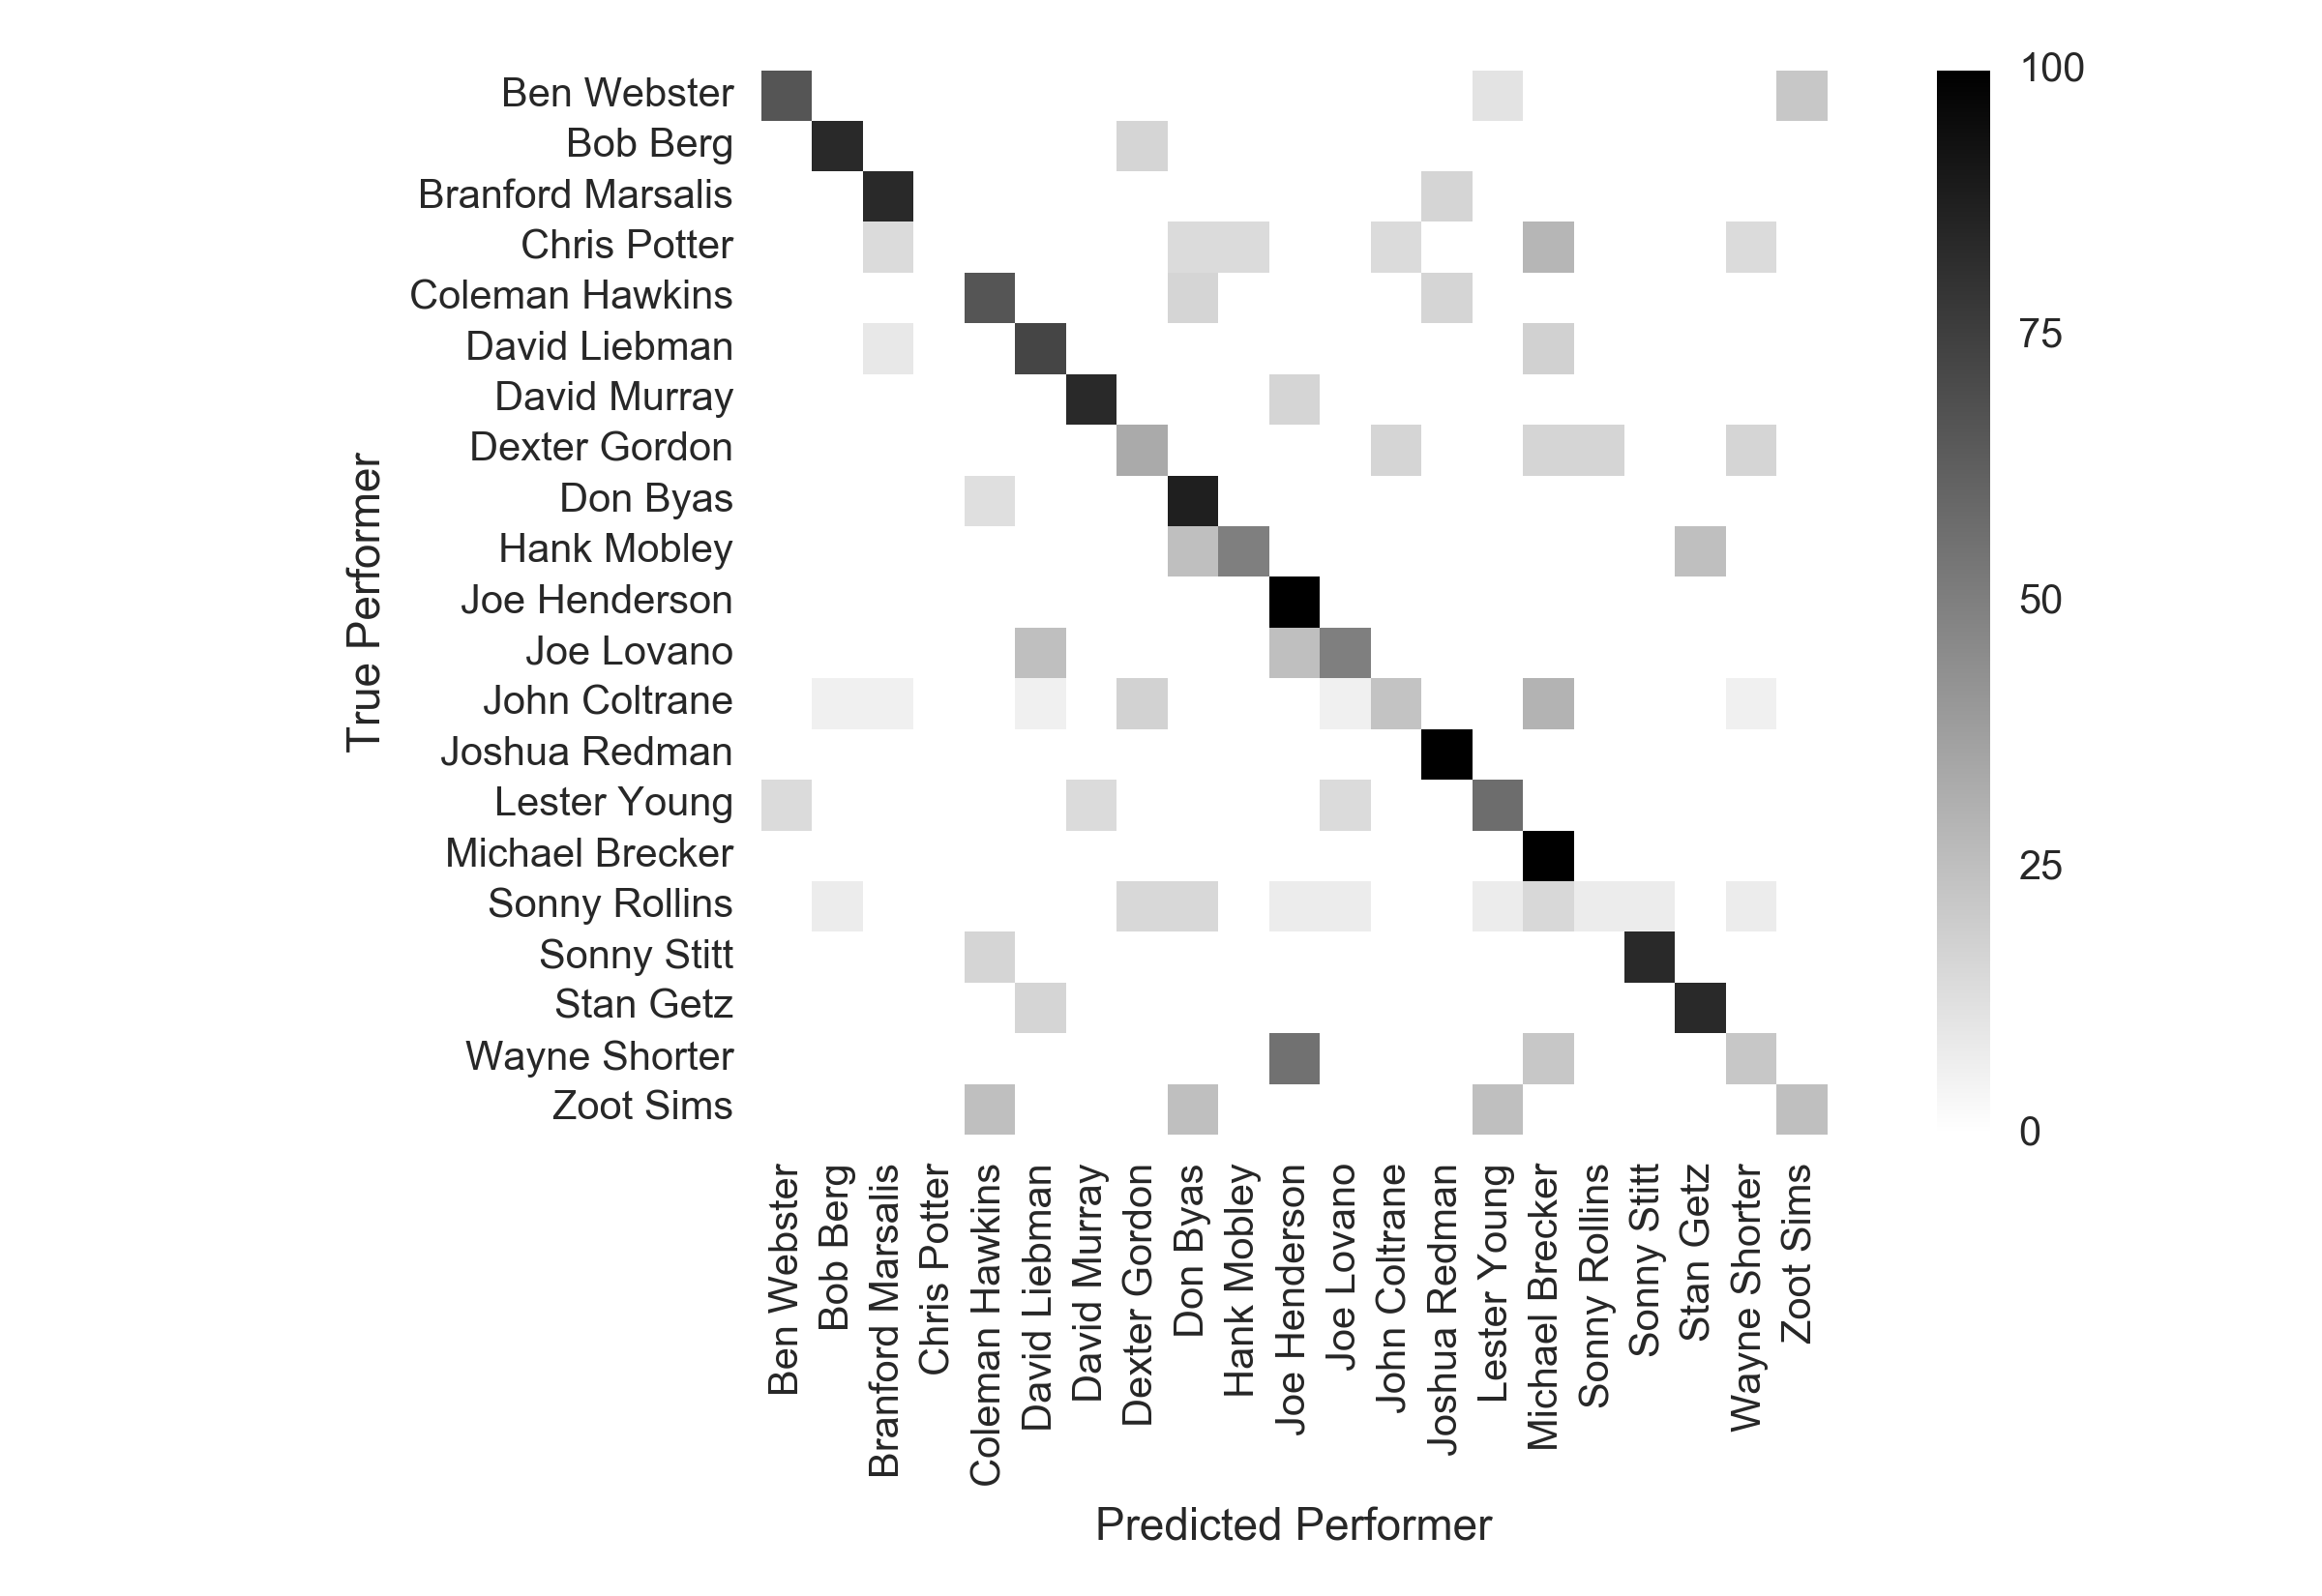 True Performer
Ben Webster
Bob Berg
Branford Marsalis
Chris Potter
Coleman Hawkins
David Liebman
David Murray
Dexter Gordon
Don Byas
Hank Mobley
Joe Henderson
Joe Lovano
John Coltrane
Joshua Redman
Lester Young
Michael Brecker
Sonny Rollins
Sonny Stitt
Stan Getz
Wayne Shorter
Zoot Sims
100
75
50
25
0
Ben Webster
Bob Berg
Branford Marsalis
Chris Potter
Coleman Hawkins
David Liebman
David Murray
Dexter Gordon
Don Byas
Hank Mobley
Joe Henderson
Joe Lovano
John Coltrane
Joshua Redman
Lester Young
Michael Brecker
Sonny Rollins
Sonny Stitt
Stan Getz
Wayne Shorter
Zoot Sims
Predicted Performer